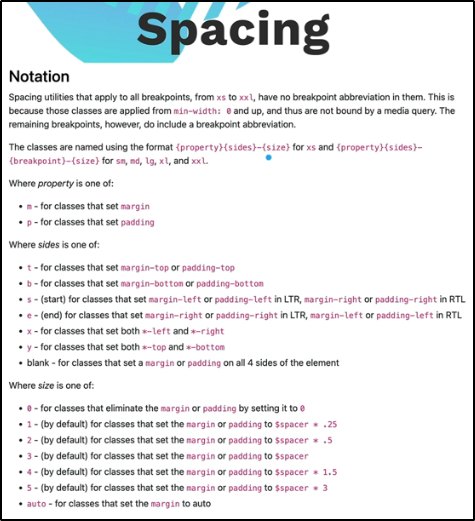 Spacing
Notation
Spacing utilities that apply to all breakpoints, from xs to xxl, have no breakpoint abbreviation in them. This is
because those classes are applied from min-width: 0 and up, and thus are not bound by a media query. The
remaining breakpoints, however, do include a breakpoint abbreviation.
The classes are named using the format {property}{sides}-{size} for xs and {property}{sides}-
{breakpoint}-{size} for sm, md, lg, xl, and xxl.
Where property is one of:
• m - for classes that set margin
• p - for classes that set padding
Where sides is one of:
• t - for classes that set margin-top or padding-top
• b - for classes that set margin-bottom or padding-bottom
• s - (start) for classes that set margin-left or padding-left in LTR, margin-right or padding-right in RTL
• e - (end) for classes that set margin-right or padding-right in LTR, margin-left or padding-left in RTL
• x - for classes that set both *-left and *-right
• y - for classes that set both *-top and *-bottom
• blank - for classes that set a margin or padding on all 4 sides of the element
Where size is one of:
• 0 - for classes that eliminate the margin or padding by setting it to 0
• 1 - (by default) for classes that set the margin or padding to $spacer * .25
• 2 - (by default) for classes that set the margin or padding to $spacer * .5
• 3 - (by default) for classes that set the margin or padding to $spacer
• 4 - (by default) for classes that set the margin or padding to $spacer * 1.5
• 5 - (by default) for classes that set the margin or padding to $spacer * 3
• auto - for classes that set the margin to auto